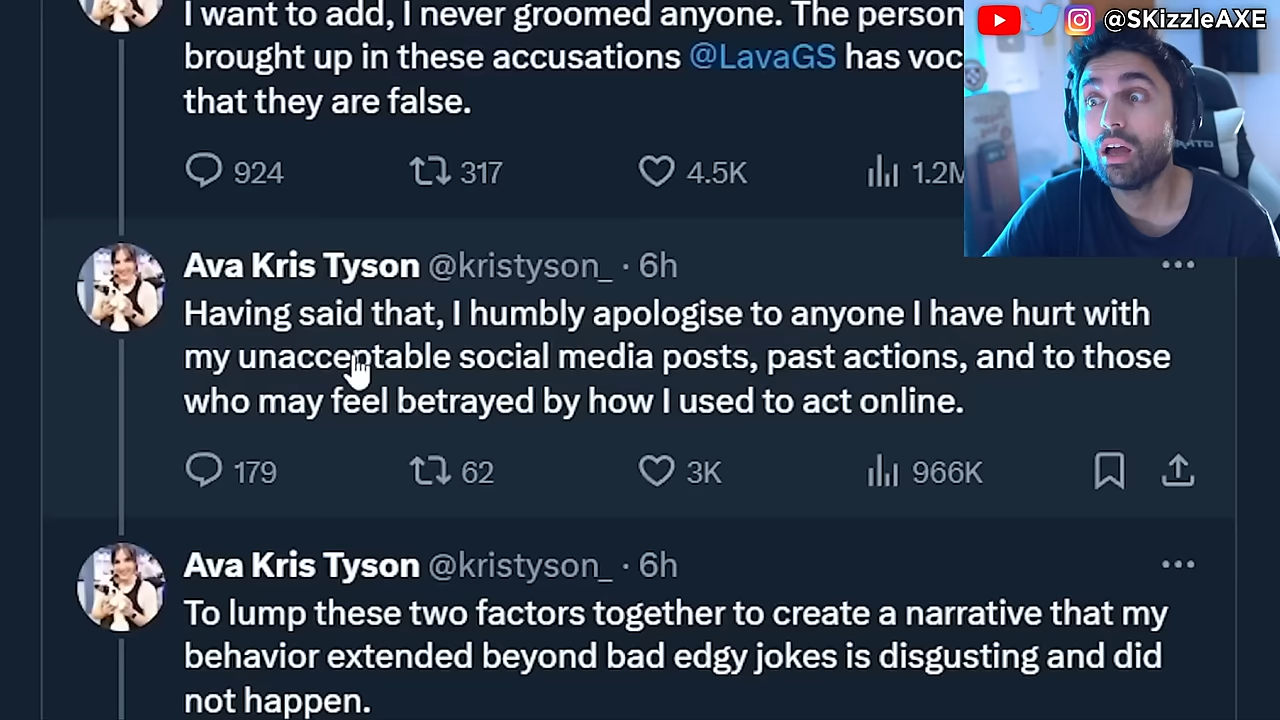 I want to add, I never groomed anyone. The person
@SKizzleAXE
brought up in these accusations @LavaGS has voc
that they are false.
924 317 4.5K 1.2M
Ava Kris Tyson @kristyson_ · 6h
Having said that, I humbly apologise to anyone I have hurt with
my unacceptable social media posts, past actions, and to those
who may feel betrayed by how I used to act online.
179 62 3K 966K
Ava Kris Tyson @kristyson_ · 6h
To lump these two factors together to create a narrative that my
behavior extended beyond bad edgy jokes is disgusting and did
not happen.